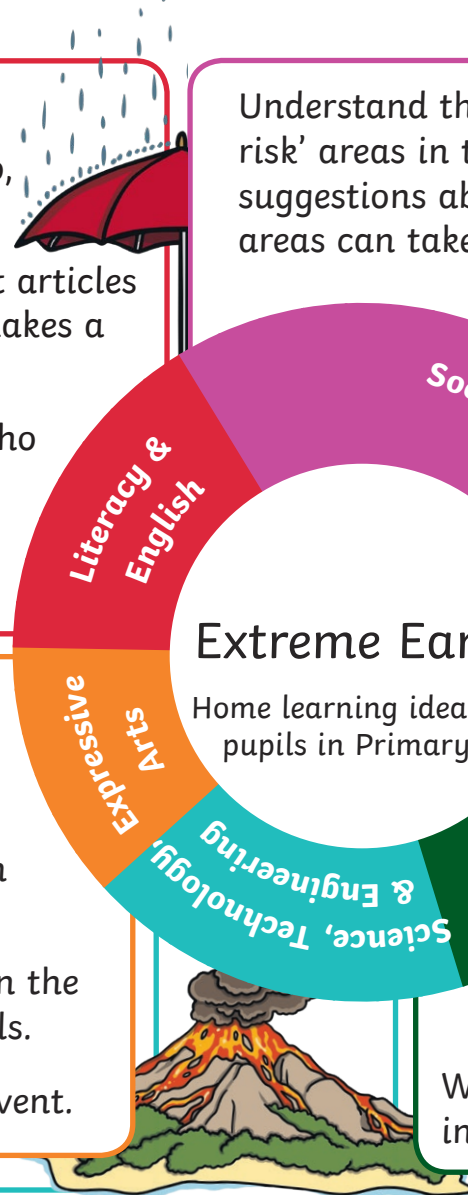 Understand th
risk’ areas in t
suggestions ab
areas can take
,
t articles
akes a
ho
Soc
Literacy &
English
Extreme Ear
Home learning idea
pupils in Primary
Expressive
Arts
Science, Technology,
& Engineering
n
n the
ls.
vent.
W
in